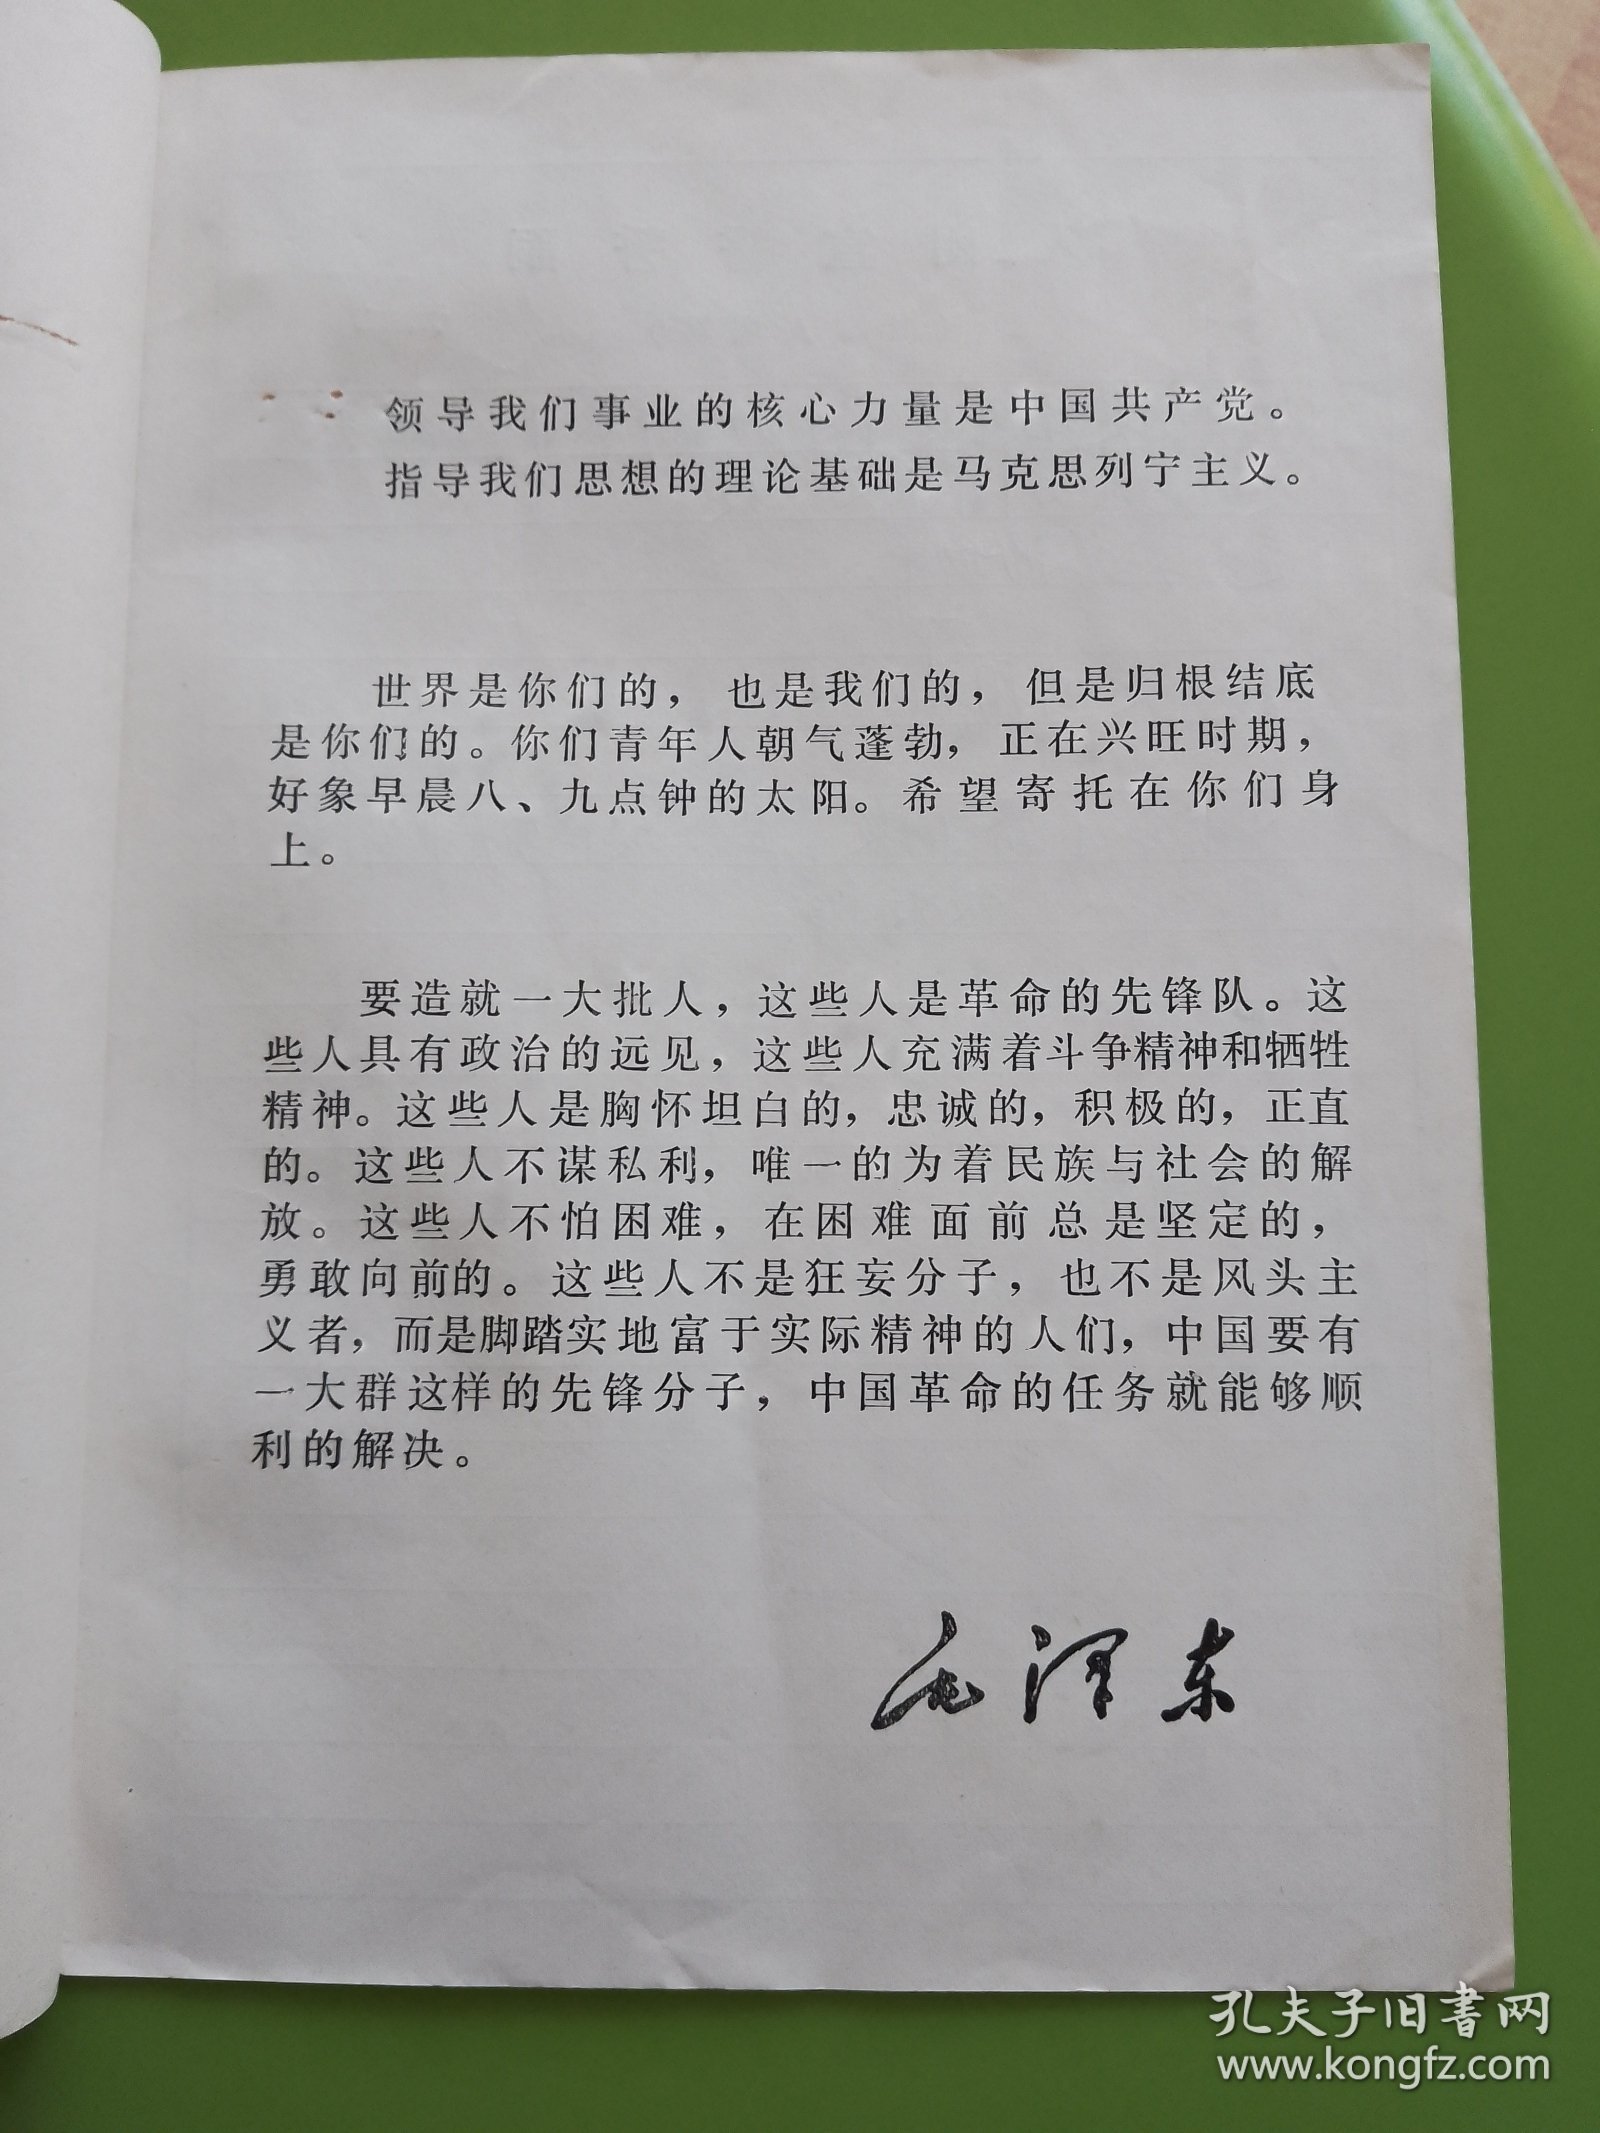 领导我们事业的核心力量是中国共产党。
指导我们思想的理论基础是马克思列宁主义。
世界是你们的，也是我们的，但是归根结底
是你们的。你们青年人朝气蓬勃，正在兴旺时期，
好象早晨八、九点钟的太阳。希望寄托在你们身
上。
要造就一大批人，这些人是革命的先锋队。这
些人具有政治的远见，这些人充满着斗争精神和牺牲
精神。这些人是胸怀坦白的，忠诚的，积极的，正直
的。这些人不谋私利，唯一的为着民族与社会的解
放。这些人不怕困难，在困难面前总是坚定的，
勇敢向前的。这些人不是狂妄分子，也不是风头主
义者，而是脚踏实地富于实际精神的人们，中国要有
一大群这样的先锋分子，中国革命的任务就能够顺
利的解决。
毛泽东
孔夫子旧书网
www.kongfz.com